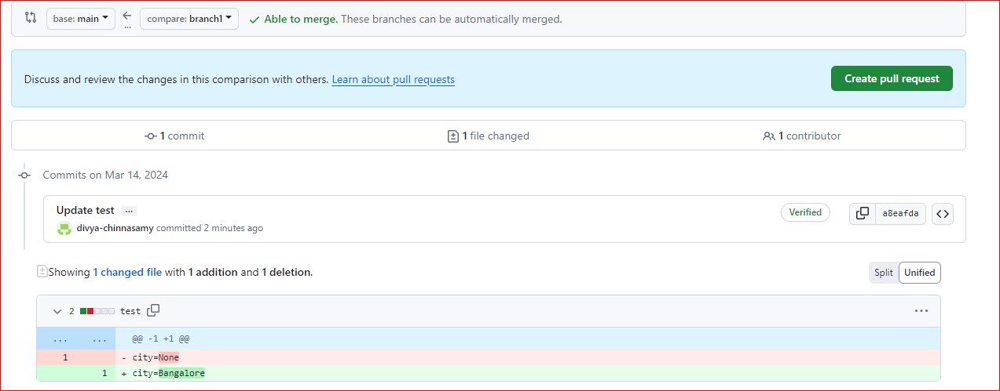 base: main ← compare: branch1 ✓ Able to merge. These branches can be automatically merged.
...
Discuss and review the changes in this comparison with others. Learn about pull requests Create pull request
1 commit 1 file changed 1 contributor
Commits on Mar 14, 2024
Update test ...
divya-chinnasamy committed 2 minutes ago
Verified a8eafda <>
Showing 1 changed file with 1 addition and 1 deletion. Split Unified
2 test ...
... ... @@ -1 +1 @@
1 - city=None
1 + city=Bangalore